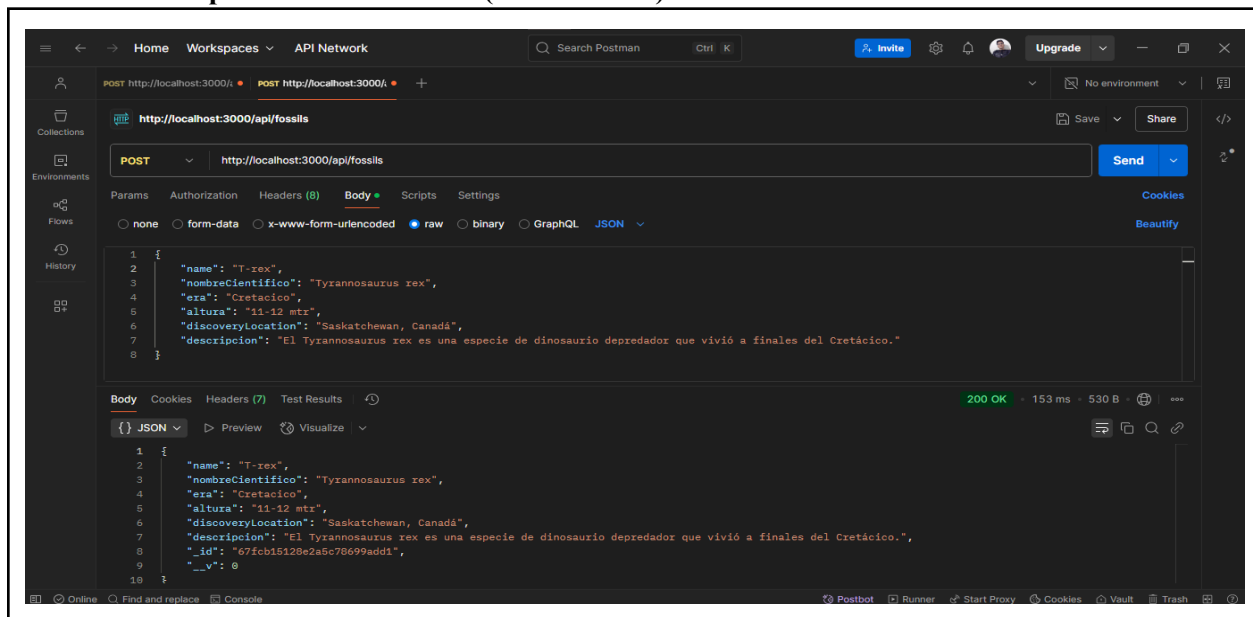 Home Workspaces API Network Search Postman Ctrl K Invite Upgrade
POST http://localhost:3000/a POST http://localhost:3000/a No environment
HTTP http://localhost:3000/api/fossils Save Share
Collections
POST http://localhost:3000/api/fossils Send
Environments
Params Authorization Headers (8) Body Scripts Settings Cookies
Flows
none form-data x-www-form-urlencoded raw binary GraphQL JSON Beautify
History
1 {
2 "name": "T-rex",
3 "nombreCientifico": "Tyrannosaurus rex",
4 "era": "Cretacico",
5 "altura": "11-12 mtr",
6 "discoveryLocation": "Saskatchewan, Canadá",
7 "descripcion": "El Tyrannosaurus rex es una especie de dinosaurio depredador que vivió a finales del Cretácico."
8 }
Body Cookies Headers (7) Test Results 200 OK 153 ms 530 B
{} JSON Preview Visualize
1 {
2 "name": "T-rex",
3 "nombreCientifico": "Tyrannosaurus rex",
4 "era": "Cretacico",
5 "altura": "11-12 mtr",
6 "discoveryLocation": "Saskatchewan, Canadá",
7 "descripcion": "El Tyrannosaurus rex es una especie de dinosaurio depredador que vivió a finales del Cretácico.",
8 "_id": "67fcb15128e2a5c78699add1",
9 "__v": 0
10 }
Online Find and replace Console Postbot Runner Start Proxy Cookies Vault Trash